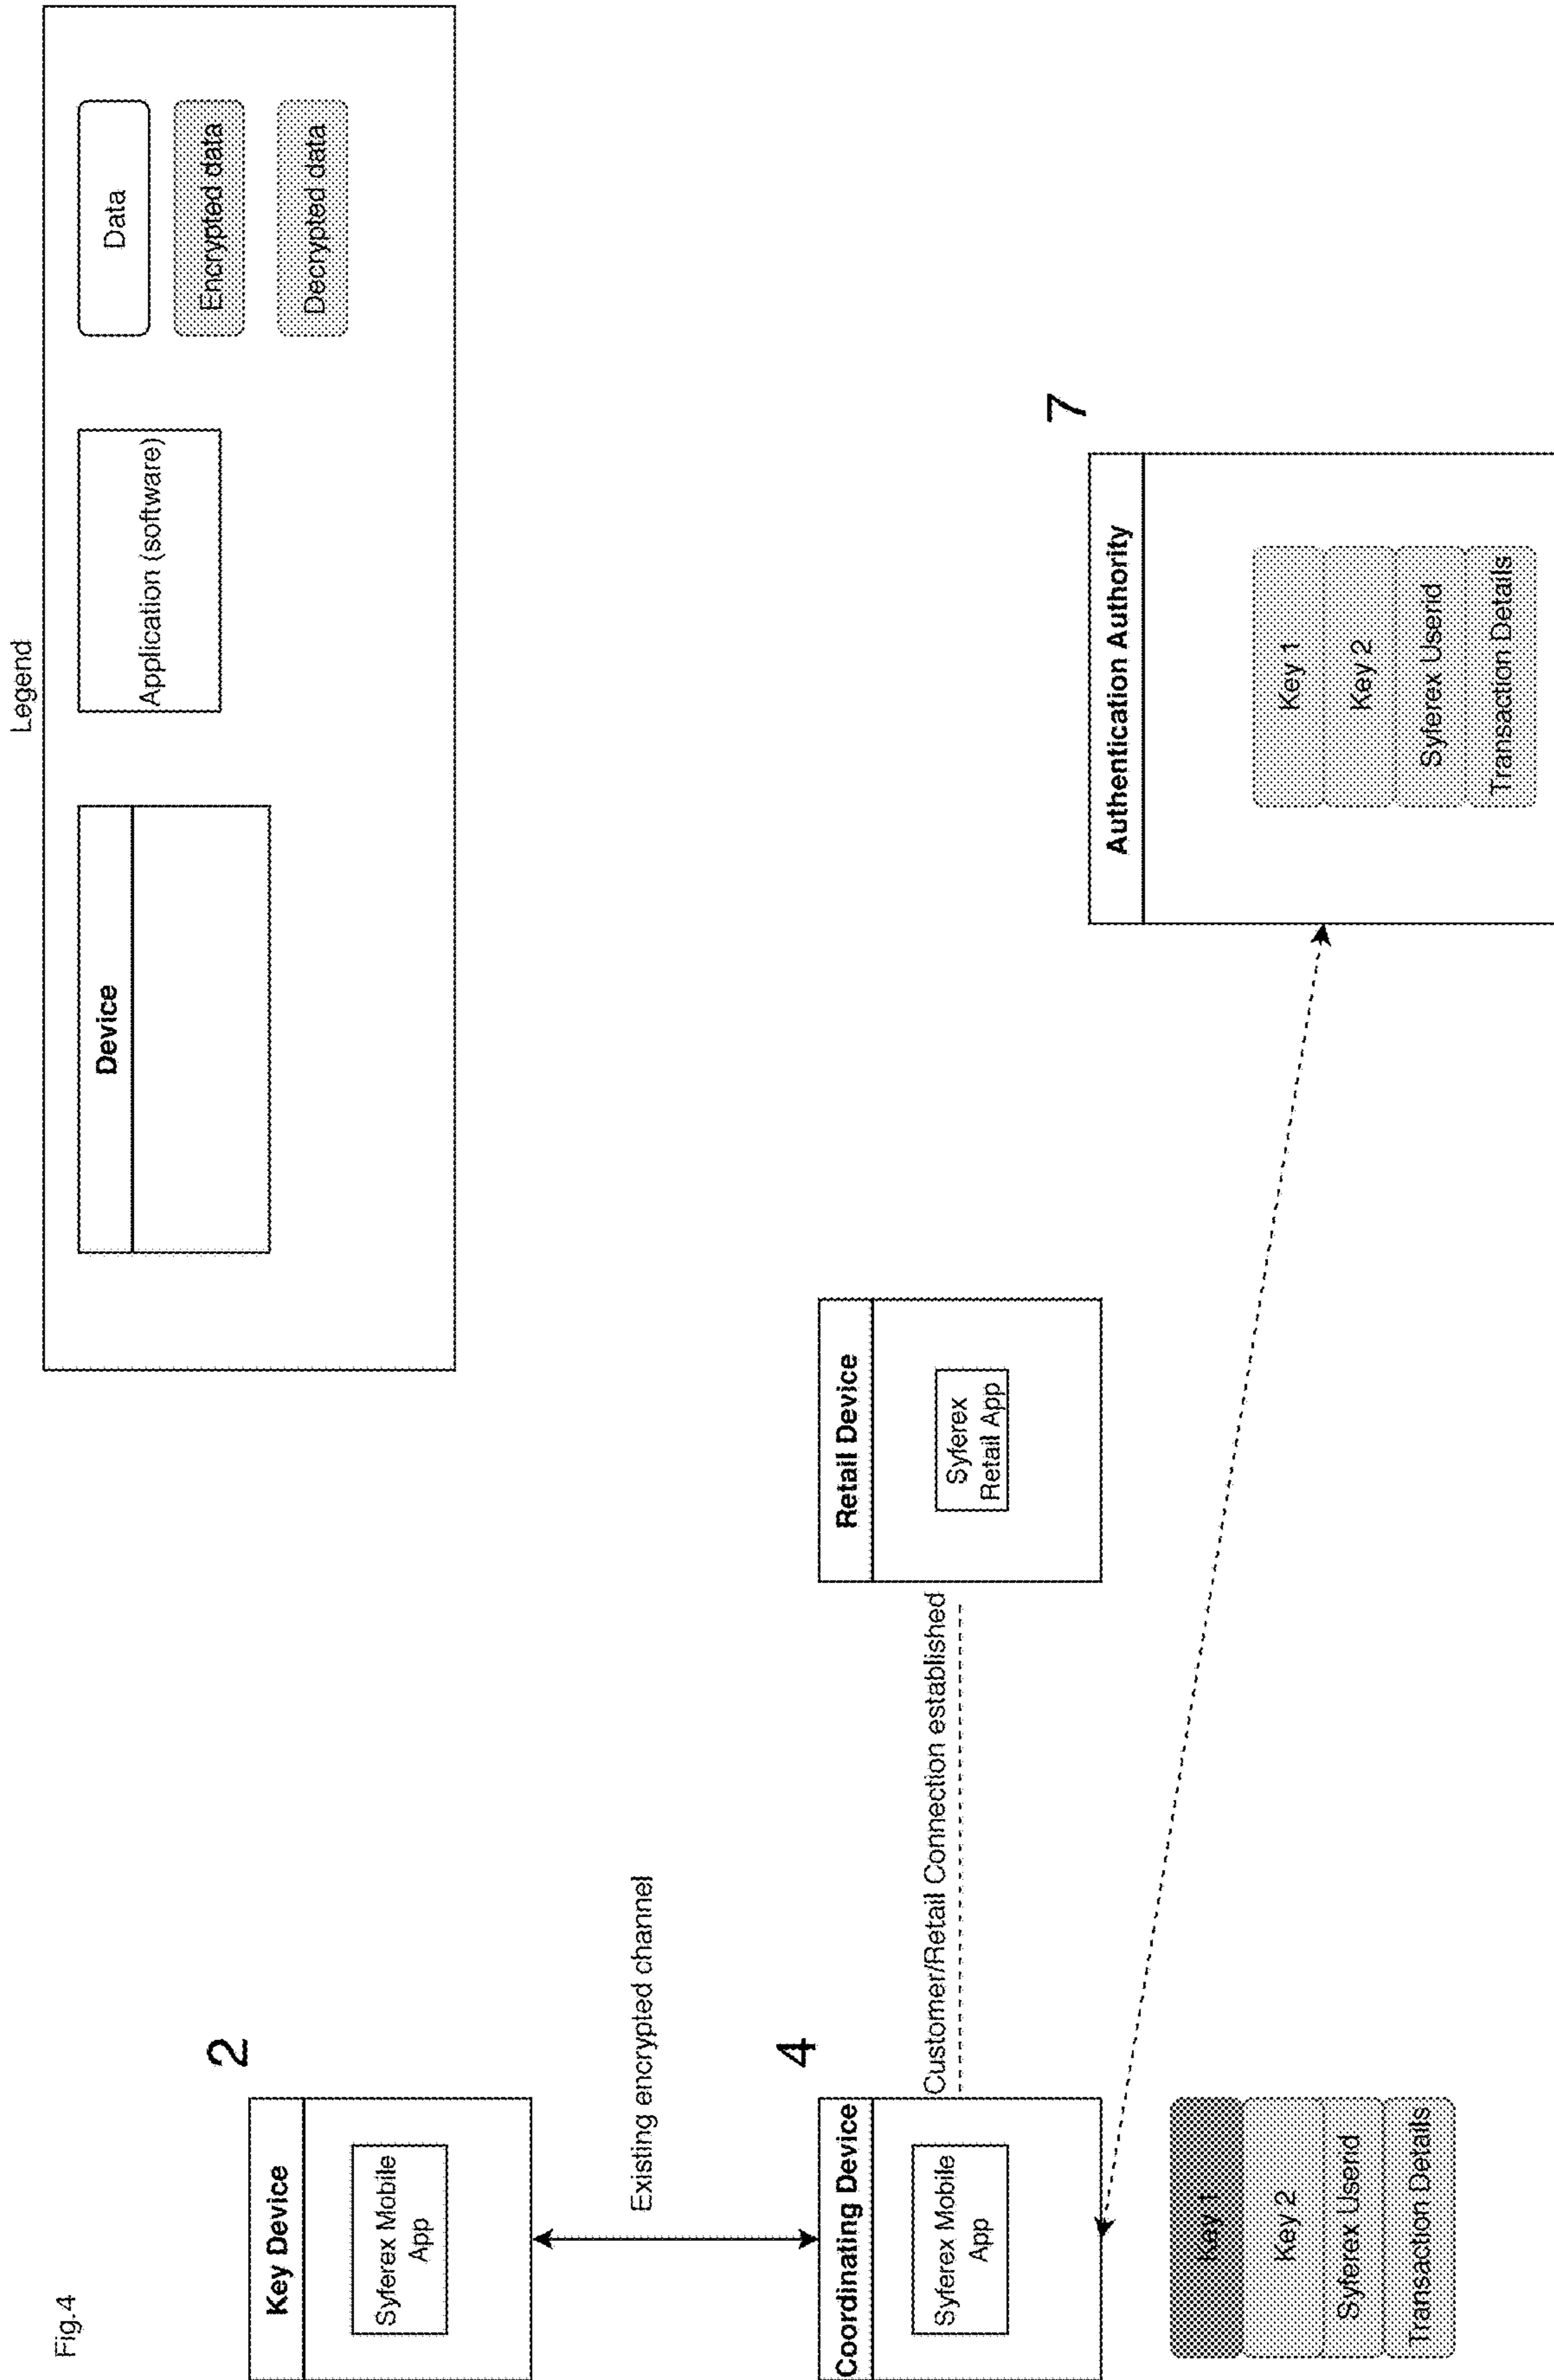 Fig.4
Legend
Device
Application (software)
Data
Encrypted data
Decrypted data
Key Device
2
Syferex Mobile
App
Existing encrypted channel
Coordinating Device
4
Syferex Mobile
App
Customer/Retail Connection established
Retail Device
Syferex
Retail App
Key 1
Key 2
Syferex Userid
Transaction Details
Authentication Authority
7
Key 1
Key 2
Syferex Userid
Transaction Details